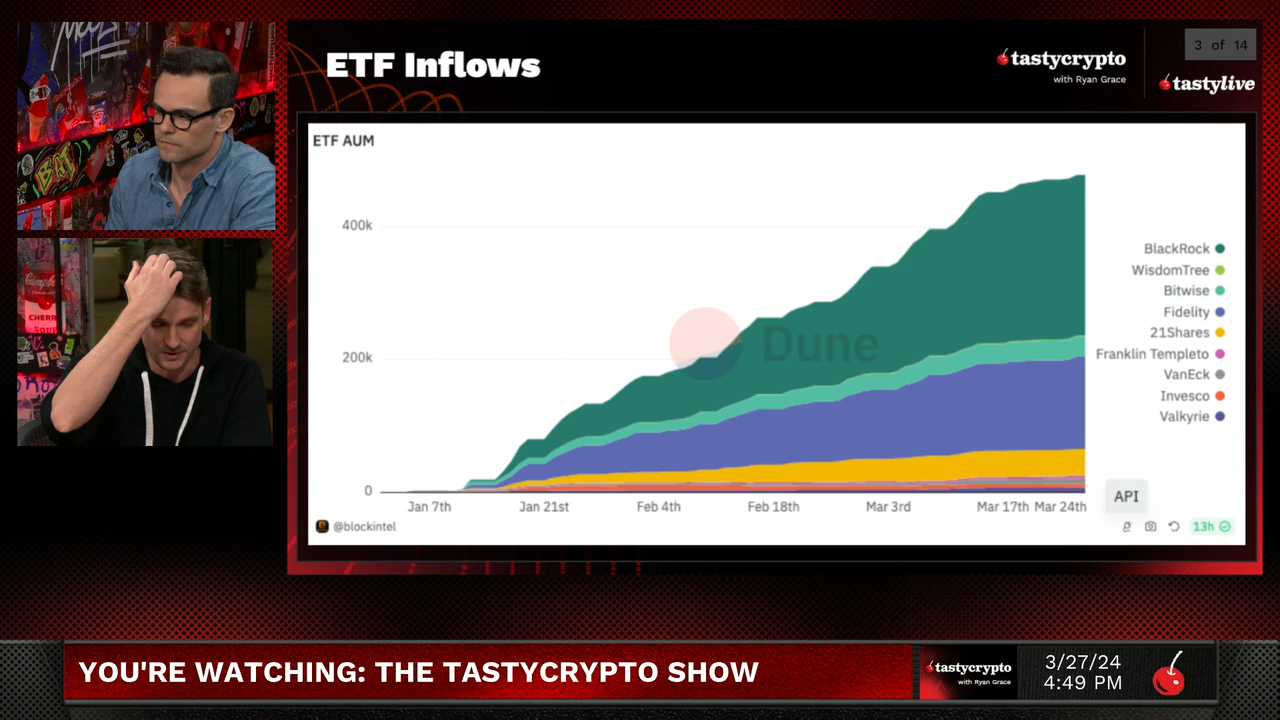 ETF Inflows
tastycrypto
with Ryan Grace
3 of 14
tastylive
ETF AUM
400k
200k
0
Dune
BlackRock
WisdomTree
Bitwise
Fidelity
21Shares
Franklin Templeto
VanEck
Invesco
Valkyrie
Jan 7th
Jan 21st
Feb 4th
Feb 18th
Mar 3rd
Mar 17th
Mar 24th
API
@blockintel
13h
YOU'RE WATCHING: THE TASTYCRYPTO SHOW
tastycrypto
with Ryan Grace
3/27/24
4:49 PM